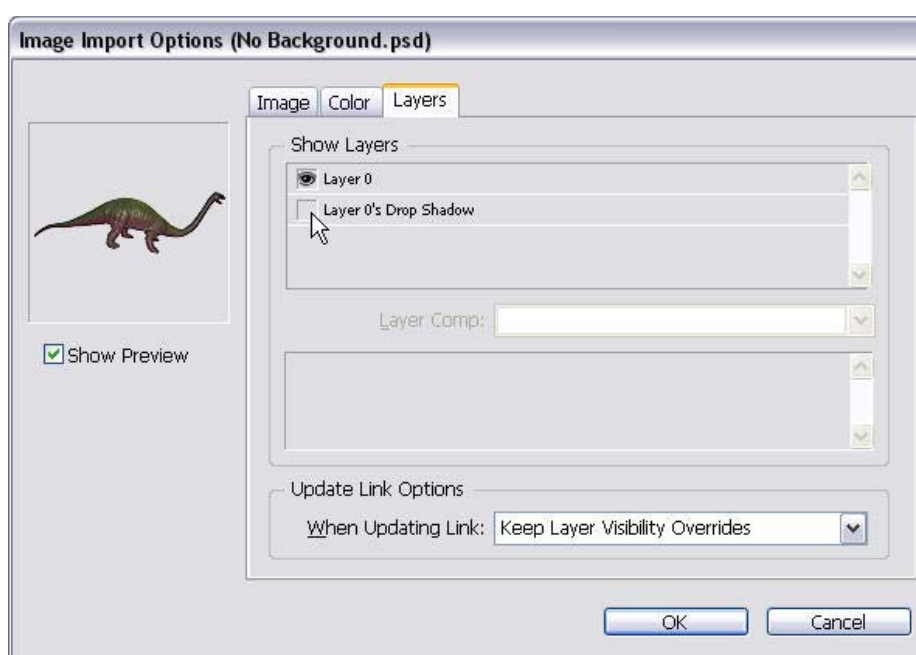 Image Import Options (No Background.psd)
Image
Color
Layers
Show Layers
Layer 0
Layer 0's Drop Shadow
Layer Comp:
Show Preview
Update Link Options
When Updating Link: Keep Layer Visibility Overrides
OK
Cancel